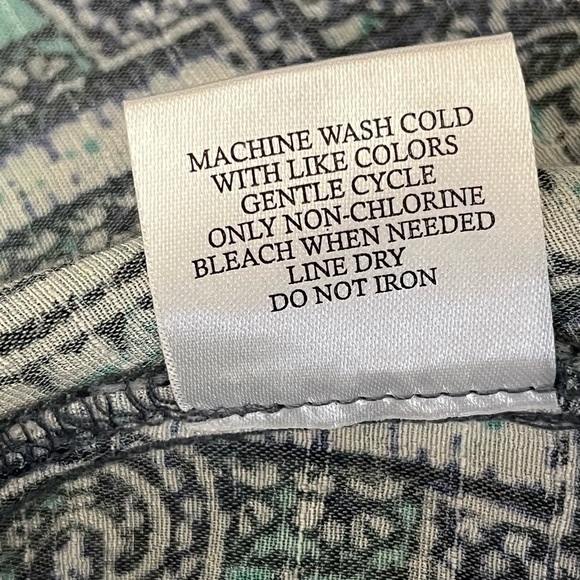 MACHINE WASH COLD
WITH LIKE COLORS
GENTLE CYCLE
ONLY NON-CHLORINE
BLEACH WHEN NEEDED
LINE DRY
DO NOT IRON